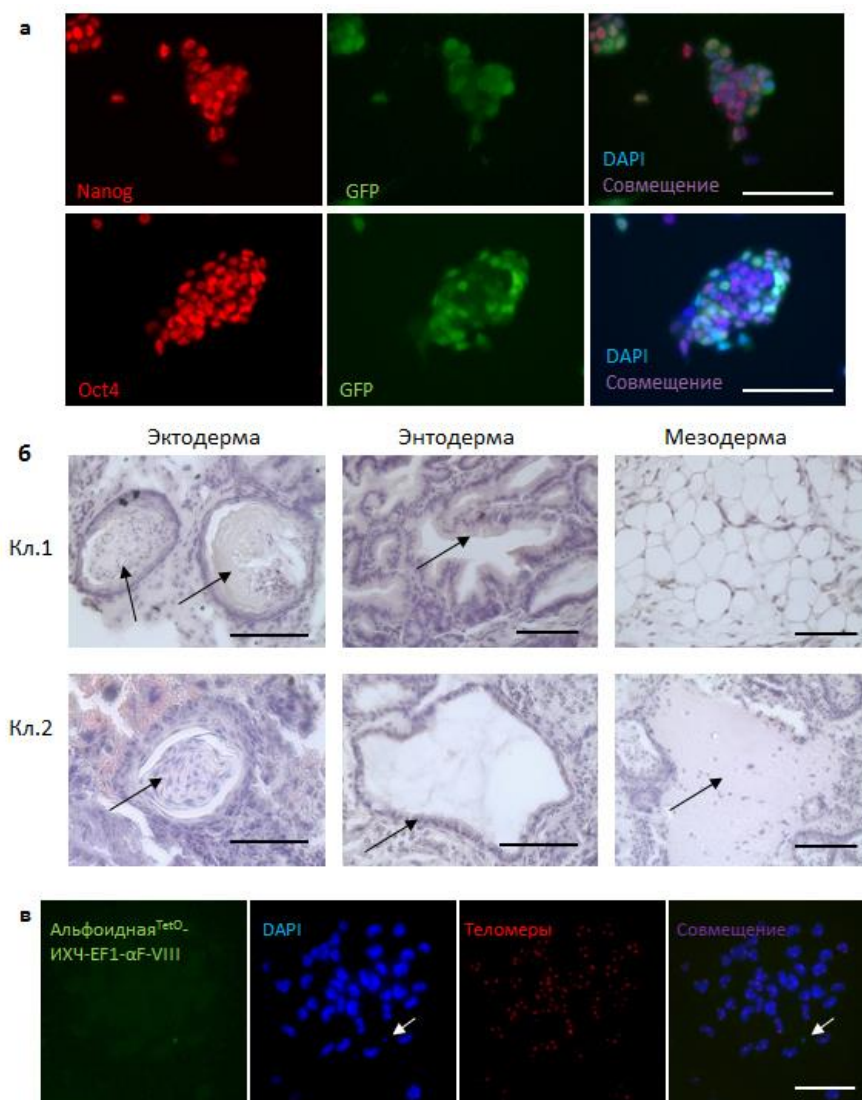 а
Nanog
GFP
DAPI
Совмещение
Oct4
GFP
DAPI
Совмещение
Эктодерма
Энтодерма
Мезодерма
б
Кл.1
Кл.2
в
Альфоидная^TetO-
ИХЧ-EF1-αF-VIII
DAPI
Теломеры
Совмещение